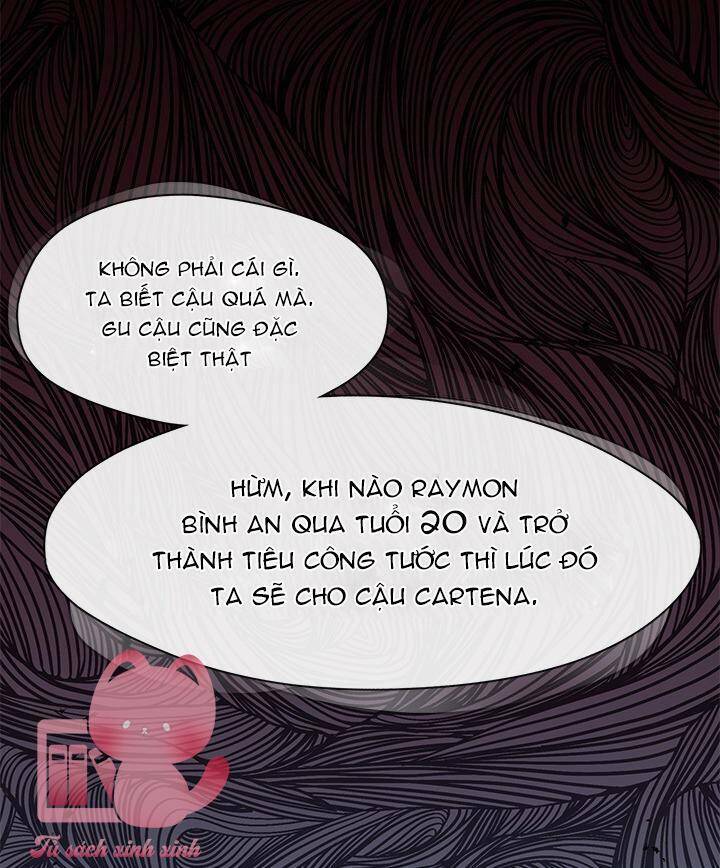 KHÔNG PHẢI CÁI GÌ.
TA BIẾT CẬU QUÁ MÀ.
GU CẬU CŨNG ĐẶC
BIỆT THẬT
HỪM, KHI NÀO RAYMON
BÌNH AN QUA TUỔI 20 VÀ TRỞ
THÀNH TIỂU CÔNG TƯỚC THÌ LÚC ĐÓ
TA SẼ CHO CẬU CARTENA.
Tủ sách xinh xinh